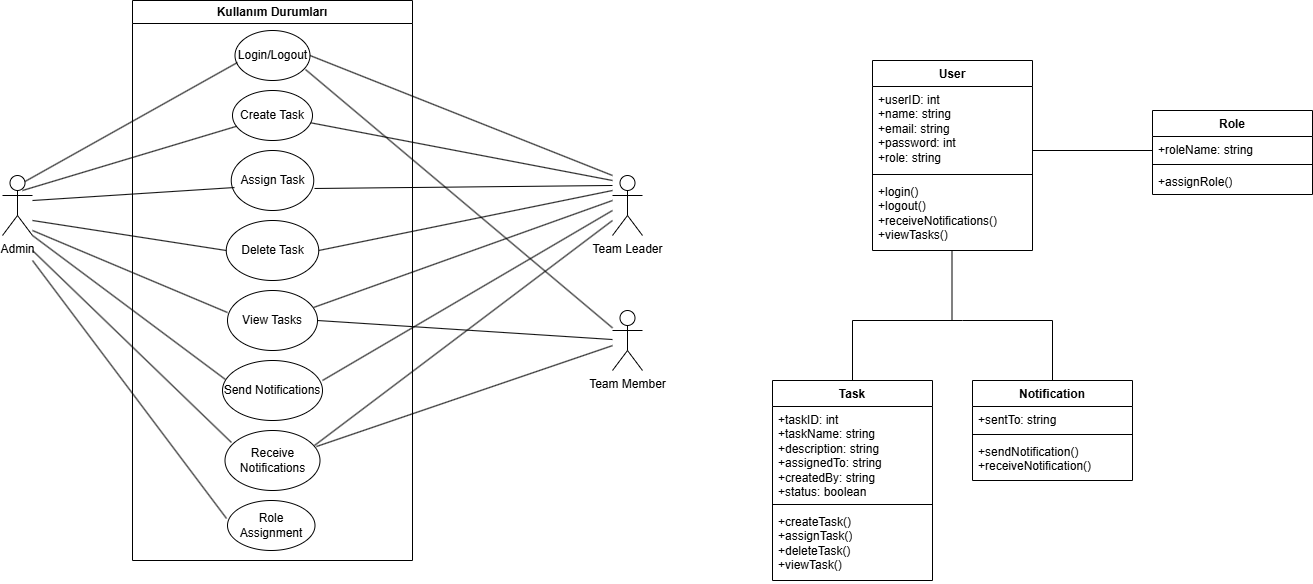 Kullanım Durumları
Login/Logout
Create Task
Assign Task
Delete Task
View Tasks
Send Notifications
Receive
Notifications
Role
Assignment
Admin
Team Leader
Team Member
User
+userID: int
+name: string
+email: string
+password: int
+role: string
+login()
+logout()
+receiveNotifications()
+viewTasks()
Role
+roleName: string
+assignRole()
Task
+taskID: int
+taskName: string
+description: string
+assignedTo: string
+createdBy: string
+status: boolean
+createTask()
+assignTask()
+deleteTask()
+viewTask()
Notification
+sentTo: string
+sendNotification()
+receiveNotification()